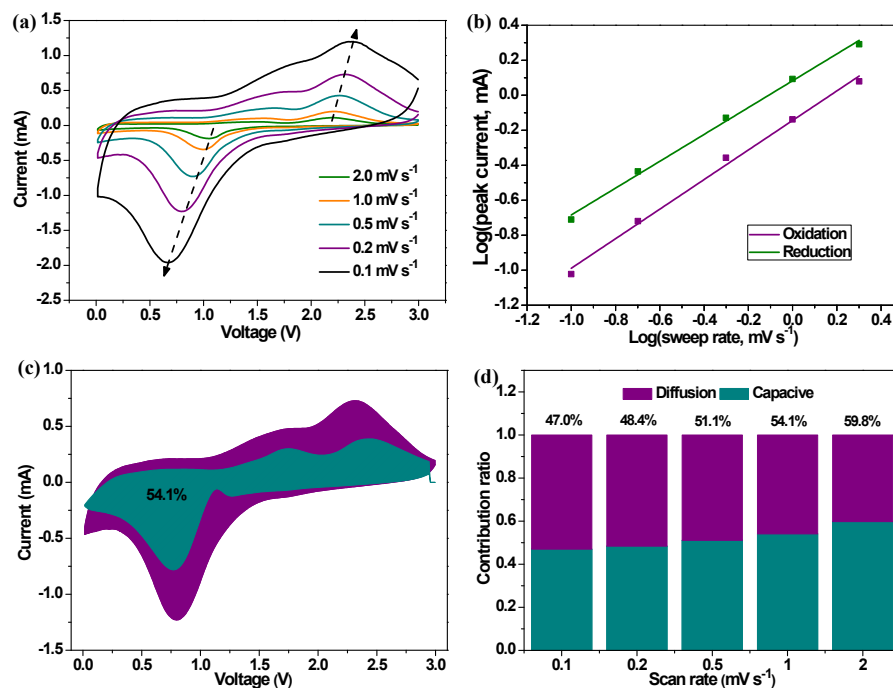 (a)
1.5
1.0
0.5
0.0
-0.5
-1.0
-1.5
-2.0
-2.5
Current (mA)
2.0 mV s-1
1.0 mV s-1
0.5 mV s-1
0.2 mV s-1
0.1 mV s-1
0.0 0.5 1.0 1.5 2.0 2.5 3.0
Voltage (V)
(b)
0.4
0.2
0.0
-0.2
-0.4
-0.6
-0.8
-1.0
-1.2
Log(peak current, mA)
Oxidation
Reduction
-1.2 -1.0 -0.8 -0.6 -0.4 -0.2 0.0 0.2 0.4
Log(sweep rate, mV s-1)
(c)
1.0
0.5
0.0
-0.5
-1.0
-1.5
Current (mA)
54.1%
0.0 0.5 1.0 1.5 2.0 2.5 3.0
Voltage (V)
(d)
1.2
1.0
0.8
0.6
0.4
0.2
0.0
Contribution ratio
Diffusion Capacive
47.0% 48.4% 51.1% 54.1% 59.8%
0.1 0.2 0.5 1 2
Scan rate (mV s-1)